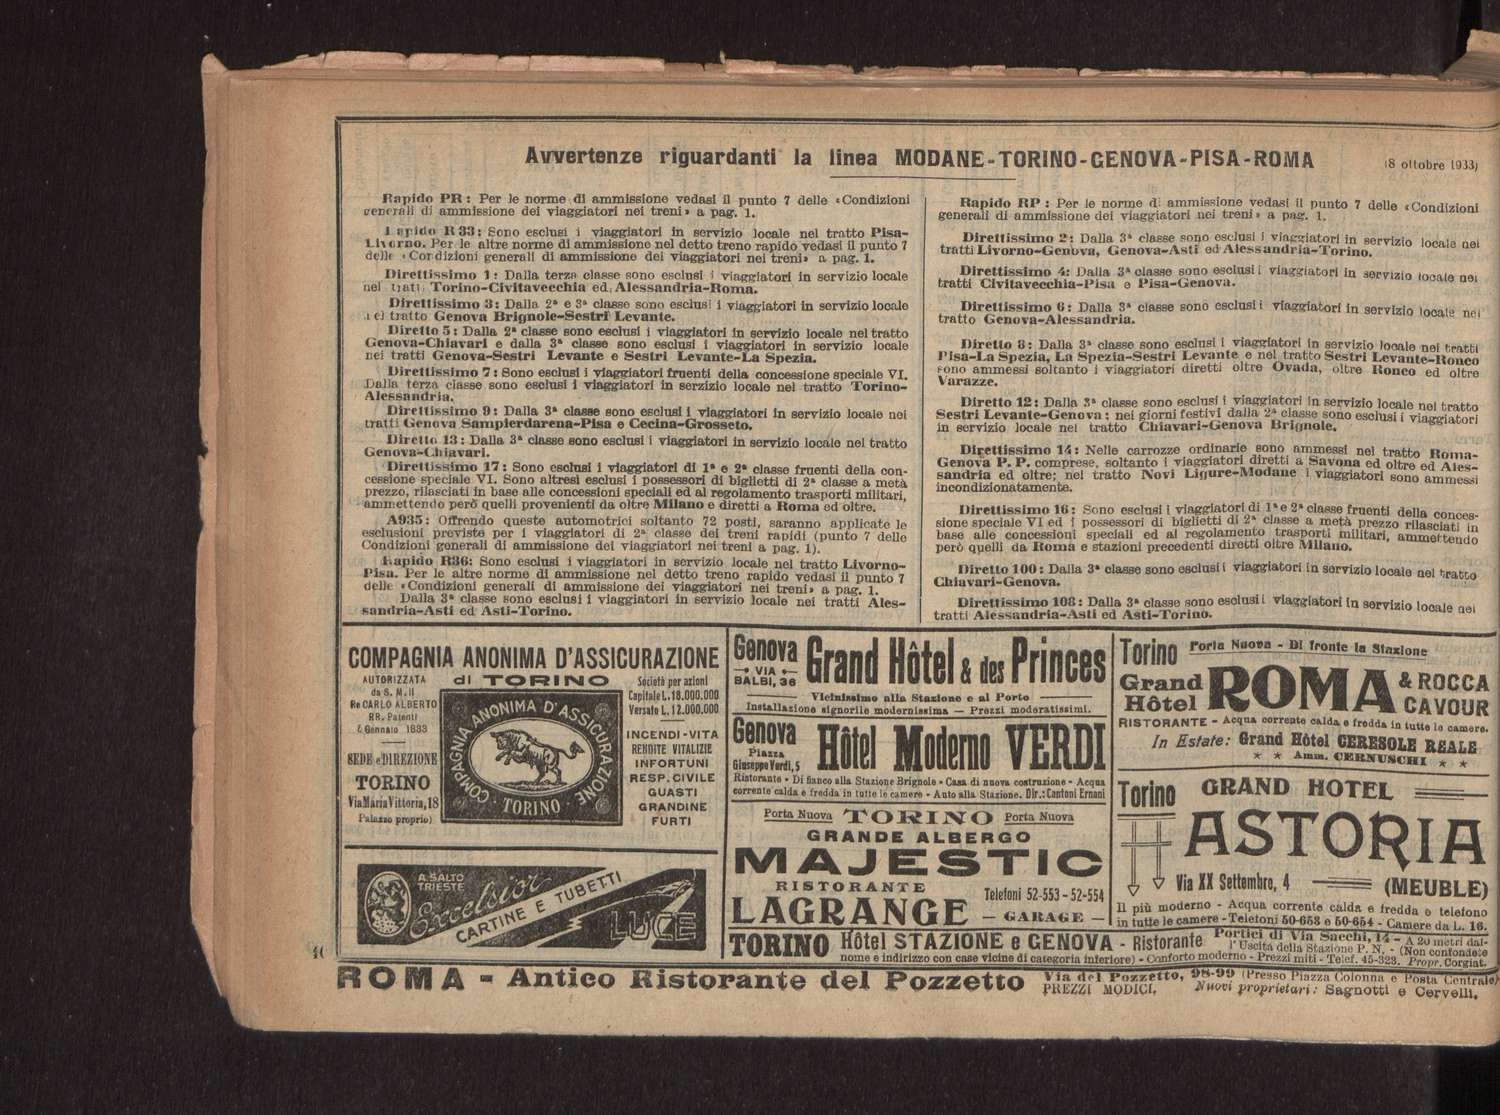 Avvertenze riguardanti la linea MODANE-TORINO-GENOVA-PISA-ROMA (8 ottobre 1933)
Rapido PR : Per le norme di ammissione vedasi il punto 7 delle «Condizioni
generali di ammissione dei viaggiatori nei treni» a pag. 1.
Rapido R33 : Sono esclusi i viaggiatori in servizio locale nel tratto Pisa-
Livorno. Per le altre norme di ammissione nel detto treno rapido vedasi il punto 7
delle «Condizioni generali di ammissione dei viaggiatori nei treni» a pag. 1.
Direttissimo 1 : Dalla terza classe sono esclusi i viaggiatori in servizio locale
nei tratti Torino-Civitavecchia ed Alessandria-Roma.
Direttissimo 3 : Dalla 2ª e 3ª classe sono esclusi i viaggiatori in servizio locale
nel tratto Genova Brignole-Sestri Levante.
Diretto 5 : Dalla 2ª classe sono esclusi i viaggiatori in servizio locale nel tratto
Genova-Chiavari e dalla 3ª classe sono esclusi i viaggiatori in servizio locale
nei tratti Genova-Sestri Levante e Sestri Levante-La Spezia.
Direttissimo 7 : Sono esclusi i viaggiatori fruenti della concessione speciale VI.
Dalla terza classe sono esclusi i viaggiatori in serzizio locale nel tratto Torino-
Alessandria.
Direttissimo 9 : Dalla 3ª classe sono esclusi i viaggiatori in servizio locale nei
tratti Genova Sampierdarena-Pisa e Cecina-Grosseto.
Diretto 13 : Dalla 3ª classe sono esclusi i viaggiatori in servizio locale nel tratto
Genova-Chiavari.
Direttissimo 17 : Sono esclusi i viaggiatori di 1ª e 2ª classe fruenti della con-
cessione speciale VI. Sono altresì esclusi i possessori di biglietti di 2ª classe a metà
prezzo, rilasciati in base alle concessioni speciali ed al regolamento trasporti militari,
ammettendo però quelli provenienti da oltre Milano e diretti a Roma ed oltre.
A935 : Offrendo queste automotrici soltanto 72 posti, saranno applicate le
esclusioni previste per i viaggiatori di 2ª classe dei treni rapidi (punto 7 delle
Condizioni generali di ammissione dei viaggiatori nei treni a pag. 1).
Rapido R36: Sono esclusi i viaggiatori in servizio locale nel tratto Livorno-
Pisa. Per le altre norme di ammissione nel detto treno rapido vedasi il punto 7
delle «Condizioni generali di ammissione dei viaggiatori nei treni» a pag. 1.
Dalla 3ª classe sono esclusi i viaggiatori in servizio locale nei tratti Ales-
sandria-Asti ed Asti-Torino.
Rapido RP : Per le norme di ammissione vedasi il punto 7 delle «Condizioni
generali di ammissione dei viaggiatori nei treni» a pag. 1.
Direttissimo 2 : Dalla 3ª classe sono esclusi i viaggiatori in servizio locale nei
tratti Livorno-Genova, Genova-Asti ed Alessandria-Torino.
Direttissimo 4: Dalla 3ª classe sono esclusi i viaggiatori in servizio locale nei
tratti Civitavecchia-Pisa e Pisa-Genova.
Direttissimo 6 : Dalla 3ª classe sono esclusi i viaggiatori in servizio locale nel
tratto Genova-Alessandria.
Diretto 8 : Dalla 3ª classe sono esclusi i viaggiatori in servizio locale nei tratti
Pisa-La Spezia, La Spezia-Sestri Levante e nel tratto Sestri Levante-Ronco
sono ammessi soltanto i viaggiatori diretti oltre Ovada, oltre Ronco ed oltre
Varazze.
Diretto 12 : Dalla 3ª classe sono esclusi i viaggiatori in servizio locale nel tratto
Sestri Levante-Genova ; nei giorni festivi dalla 2ª classe sono esclusi i viaggiatori
in servizio locale nel tratto Chiavari-Genova Brignole.
Direttissimo 14 : Nelle carrozze ordinarie sono ammessi nel tratto Roma-
Genova P. P. comprese, soltanto i viaggiatori diretti a Savona ed oltre ed Ales-
sandria ed oltre; nel tratto Novi Ligure-Modane i viaggiatori sono ammessi
incondizionatamente.
Direttissimo 16 : Sono esclusi i viaggiatori di 1ª e 2ª classe fruenti della conces-
sione speciale VI ed i possessori di biglietti di 2ª classe a metà prezzo rilasciati in
base alle concessioni speciali ed al regolamento trasporti militari, ammettendo
però quelli da Roma e stazioni precedenti diretti oltre Milano.
Diretto 100 : Dalla 3ª classe sono esclusi i viaggiatori in servizio locale nel tratto
Chiavari-Genova.
Direttissimo 108 : Dalla 3ª classe sono esclusi i viaggiatori in servizio locale nei
tratti Alessandria-Asti ed Asti-Torino.
COMPAGNIA ANONIMA D'ASSICURAZIONE
di TORINO
AUTORIZZATA
da S. M. il
Re CARLO ALBERTO
RR. Patenti
5 Gennaio 1833
SEDE e DIREZIONE
TORINO
Via Maria Vittoria, 18
Palazzo proprio)
COMPAGNIA ANONIMA D'ASSICURAZIONE
· TORINO ·
Società per azioni
Capitale L. 18.000.000
Versate L. 12.000.000
INCENDI - VITA
RENDITE VITALIZIE
INFORTUNI
RESP. CIVILE
GUASTI
GRANDINE
FURTI
A. SALTO
TRIESTE
Excelsior
CARTINE E TUBETTI
LUCE
Genova
VIA
BALBI, 36
Grand Hôtel & des Princes
Vicinissimo alla Stazione e al Porto
Installazione signorile modernissima — Prezzi moderatissimi.
Genova
Piazza
Giuseppe Verdi, 5
Hôtel Moderno VERDI
Ristorante - Di fianco alla Stazione Brignole - Casa di nuova costruzione - Acqua
corrente calda e fredda in tutte le camere - Auto alla Stazione. Dir.: Cantoni Ernani
Porta Nuova TORINO Porta Nuova
GRANDE ALBERGO
MAJESTIC
RISTORANTE
LAGRANGE
Telefoni 52-553 - 52-554
— GARAGE —
Torino Porta Nuova - Di fronte la Stazione
Grand
Hôtel
ROMA & ROCCA
CAVOUR
RISTORANTE - Acqua corrente calda e fredda in tutte le camere.
In Estate: Grand Hôtel CERESOLE REALE
* * Amm. CERNUSCHI * *
Torino
GRAND HOTEL
ASTORIA
Via XX Settembre, 4
(MEUBLE)
Il più moderno - Acqua corrente calda e fredda e telefono
in tutte le camere - Telefoni 50-653 e 50-654 - Camere da L. 16.
TORINO Hôtel STAZIONE e GENOVA - Ristorante
nome e indirizzo con case vicine di categoria inferiore) - Conforto moderno - Prezzi miti - Telef. 45-323. Propr. Corgiat.
Portici di Via Sacchi, 14 - A 20 metri dal-
l'Uscita della Stazione P. N. - (Non confondete
ROMA - Antico Ristorante del Pozzetto
Via del Pozzetto, 98-99 (Presso Piazza Colonna e Posta Centrale)
PREZZI MODICI. Nuovi proprietari: Sagnotti e Cervelli.